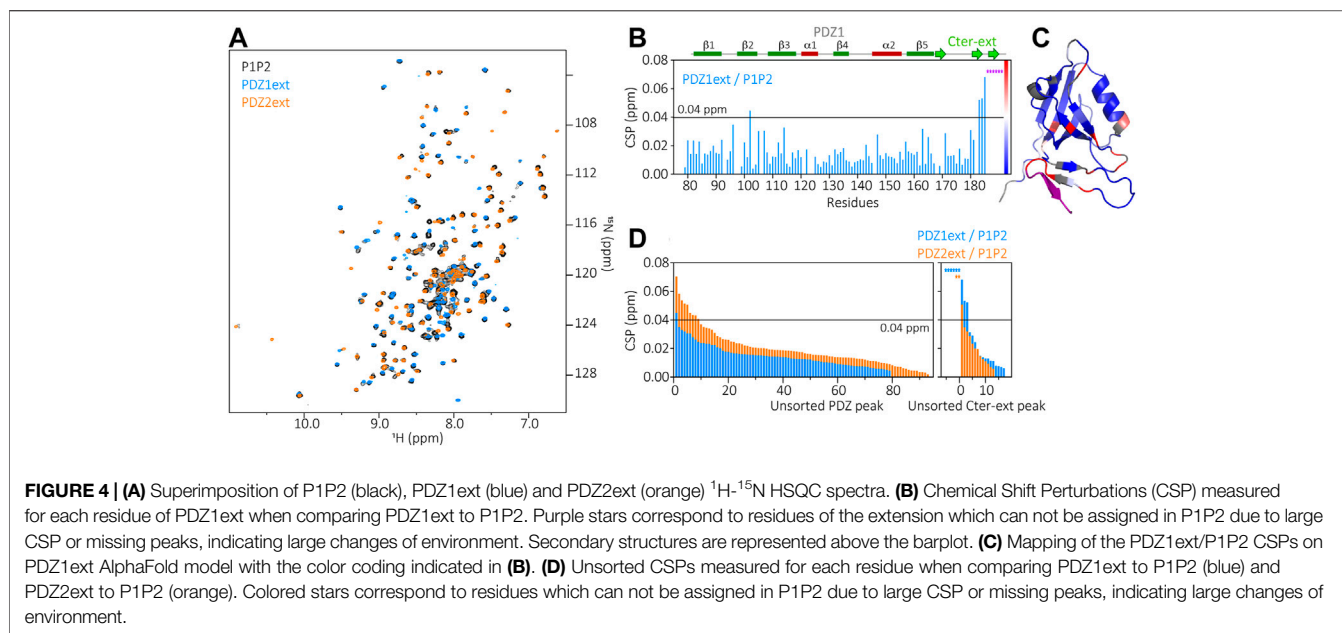 A
P1P2
PDZ1ext
PDZ2ext
108
112
116
120
124
128
¹⁵N (ppm)
10.0 9.0 8.0 7.0
¹H (ppm)
B
PDZ1
β1 β2 β3 α1 β4 α2 β5 Cter-ext
PDZ1ext / P1P2
0.08
0.06
0.04
0.02
0.00
0.04 ppm
CSP (ppm)
80 90 100 110 120 130 140 150 160 170 180
Residues
C
D
PDZ1ext / P1P2
PDZ2ext / P1P2
0.08
0.06
0.04
0.02
0.00
0.04 ppm
CSP (ppm)
0 20 40 60 80
Unsorted PDZ peak
0 10
Unsorted Cter-ext peak
FIGURE 4 | (A) Superimposition of P1P2 (black), PDZ1ext (blue) and PDZ2ext (orange) ¹H-¹⁵N HSQC spectra. (B) Chemical Shift Perturbations (CSP) measured
for each residue of PDZ1ext when comparing PDZ1ext to P1P2. Purple stars correspond to residues of the extension which can not be assigned in P1P2 due to large
CSP or missing peaks, indicating large changes of environment. Secondary structures are represented above the barplot. (C) Mapping of the PDZ1ext/P1P2 CSPs on
PDZ1ext AlphaFold model with the color coding indicated in (B). (D) Unsorted CSPs measured for each residue when comparing PDZ1ext to P1P2 (blue) and
PDZ2ext to P1P2 (orange). Colored stars correspond to residues which can not be assigned in P1P2 due to large CSP or missing peaks, indicating large changes of
environment.